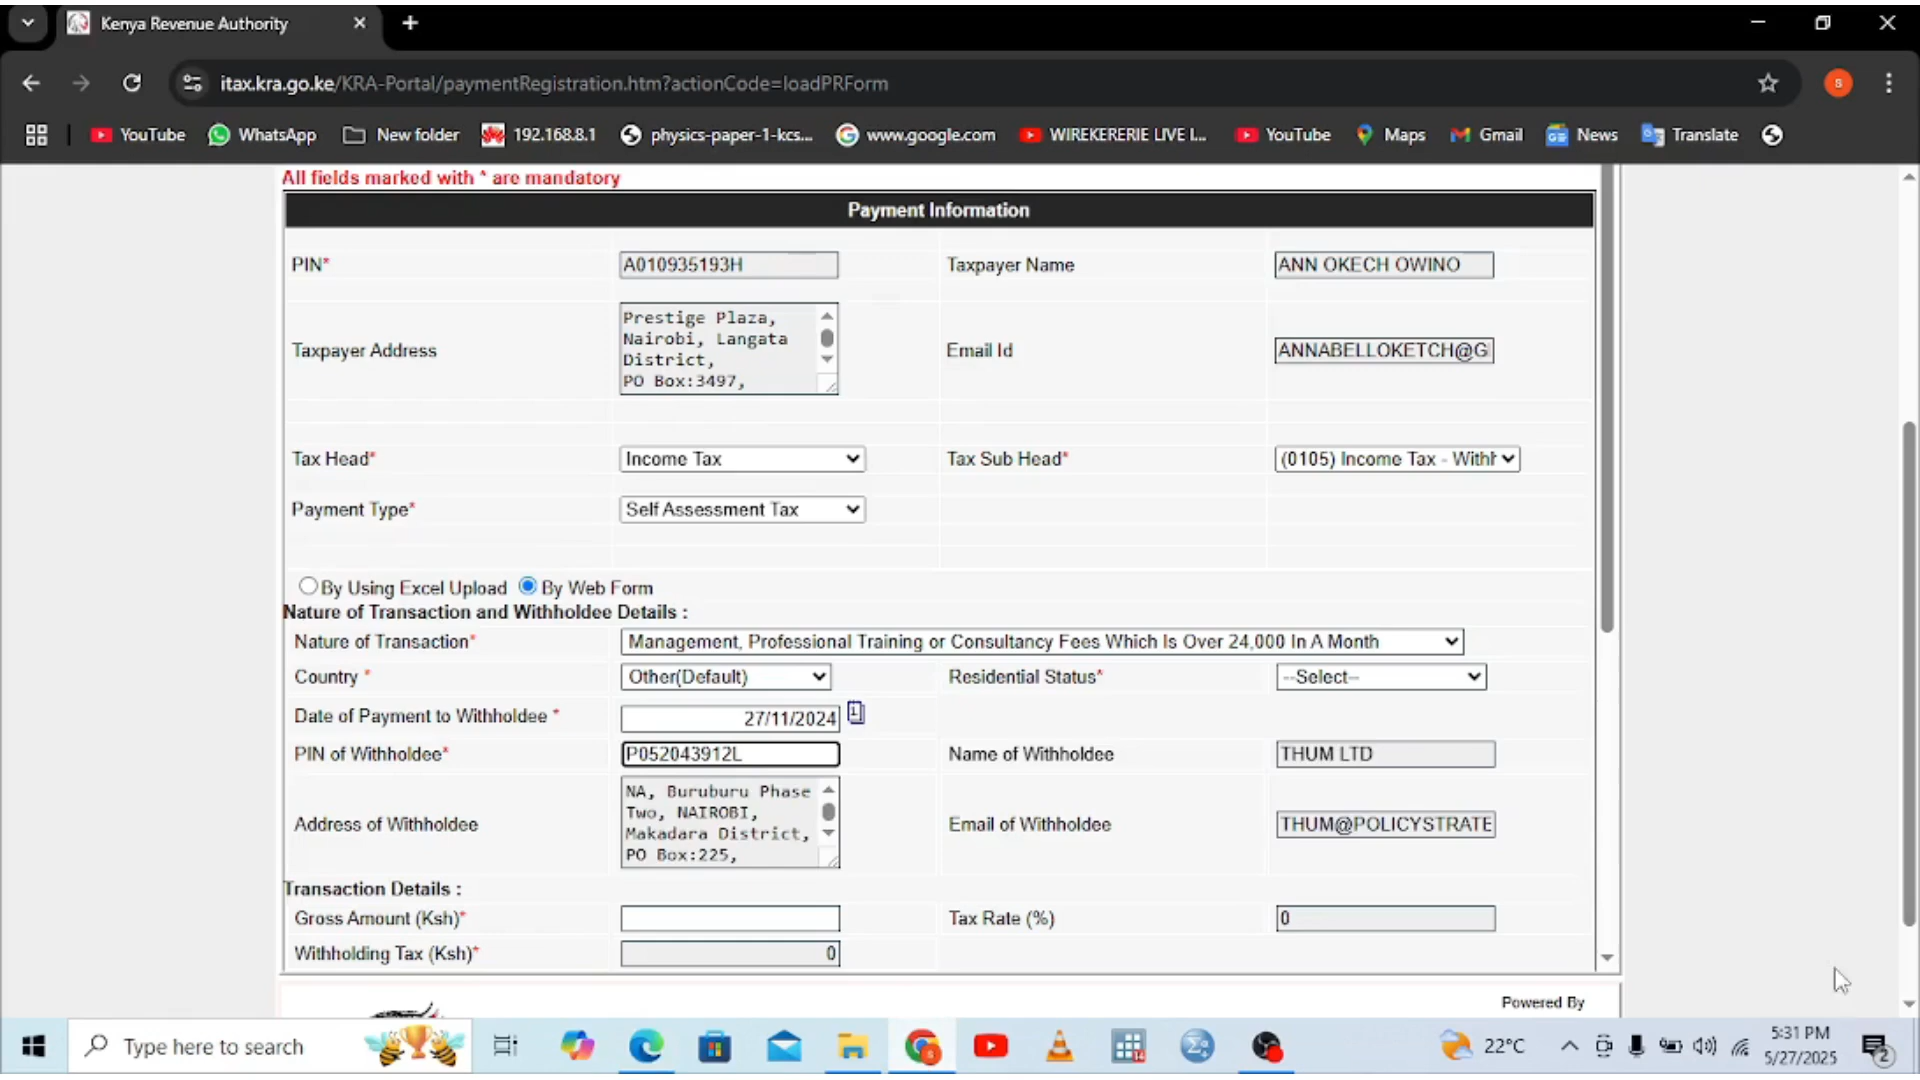 Kenya Revenue Authority
itax.kra.go.ke/KRA-Portal/paymentRegistration.htm?actionCode=loadPRForm
S
YouTube WhatsApp New folder 192.168.8.1 physics-paper-1-kcs... www.google.com WIREKERERIE LIVE I... YouTube Maps Gmail News Translate
All fields marked with * are mandatory
Payment Information
PIN* A010935193H Taxpayer Name ANN OKECH OWINO
Taxpayer Address Prestige Plaza,
Nairobi, Langata
District,
PO Box:3497,
Email Id ANNABELLOKETCH@G
Tax Head* Income Tax Tax Sub Head* (0105) Income Tax - Withh
Payment Type* Self Assessment Tax
By Using Excel Upload By Web Form
Nature of Transaction and Withholdee Details :
Nature of Transaction* Management, Professional Training or Consultancy Fees Which Is Over 24,000 In A Month
Country * Other(Default) Residential Status* --Select--
Date of Payment to Withholdee * 27/11/2024
PIN of Withholdee* P052043912L Name of Withholdee THUM LTD
Address of Withholdee NA, Buruburu Phase
Two, NAIROBI,
Makadara District,
PO Box:225,
Email of Withholdee THUM@POLICYSTRATE
Transaction Details :
Gross Amount (Ksh)* Tax Rate (%) 0
Withholding Tax (Ksh)* 0
Powered By
Type here to search 22°C 5:31 PM
5/27/2025
2